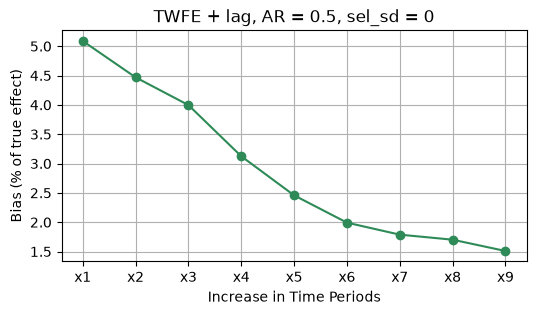 TWFE + lag, AR = 0.5, sel_sd = 0
Bias (% of true effect)
5.0
4.5
4.0
3.5
3.0
2.5
2.0
1.5
x1 x2 x3 x4 x5 x6 x7 x8 x9
Increase in Time Periods